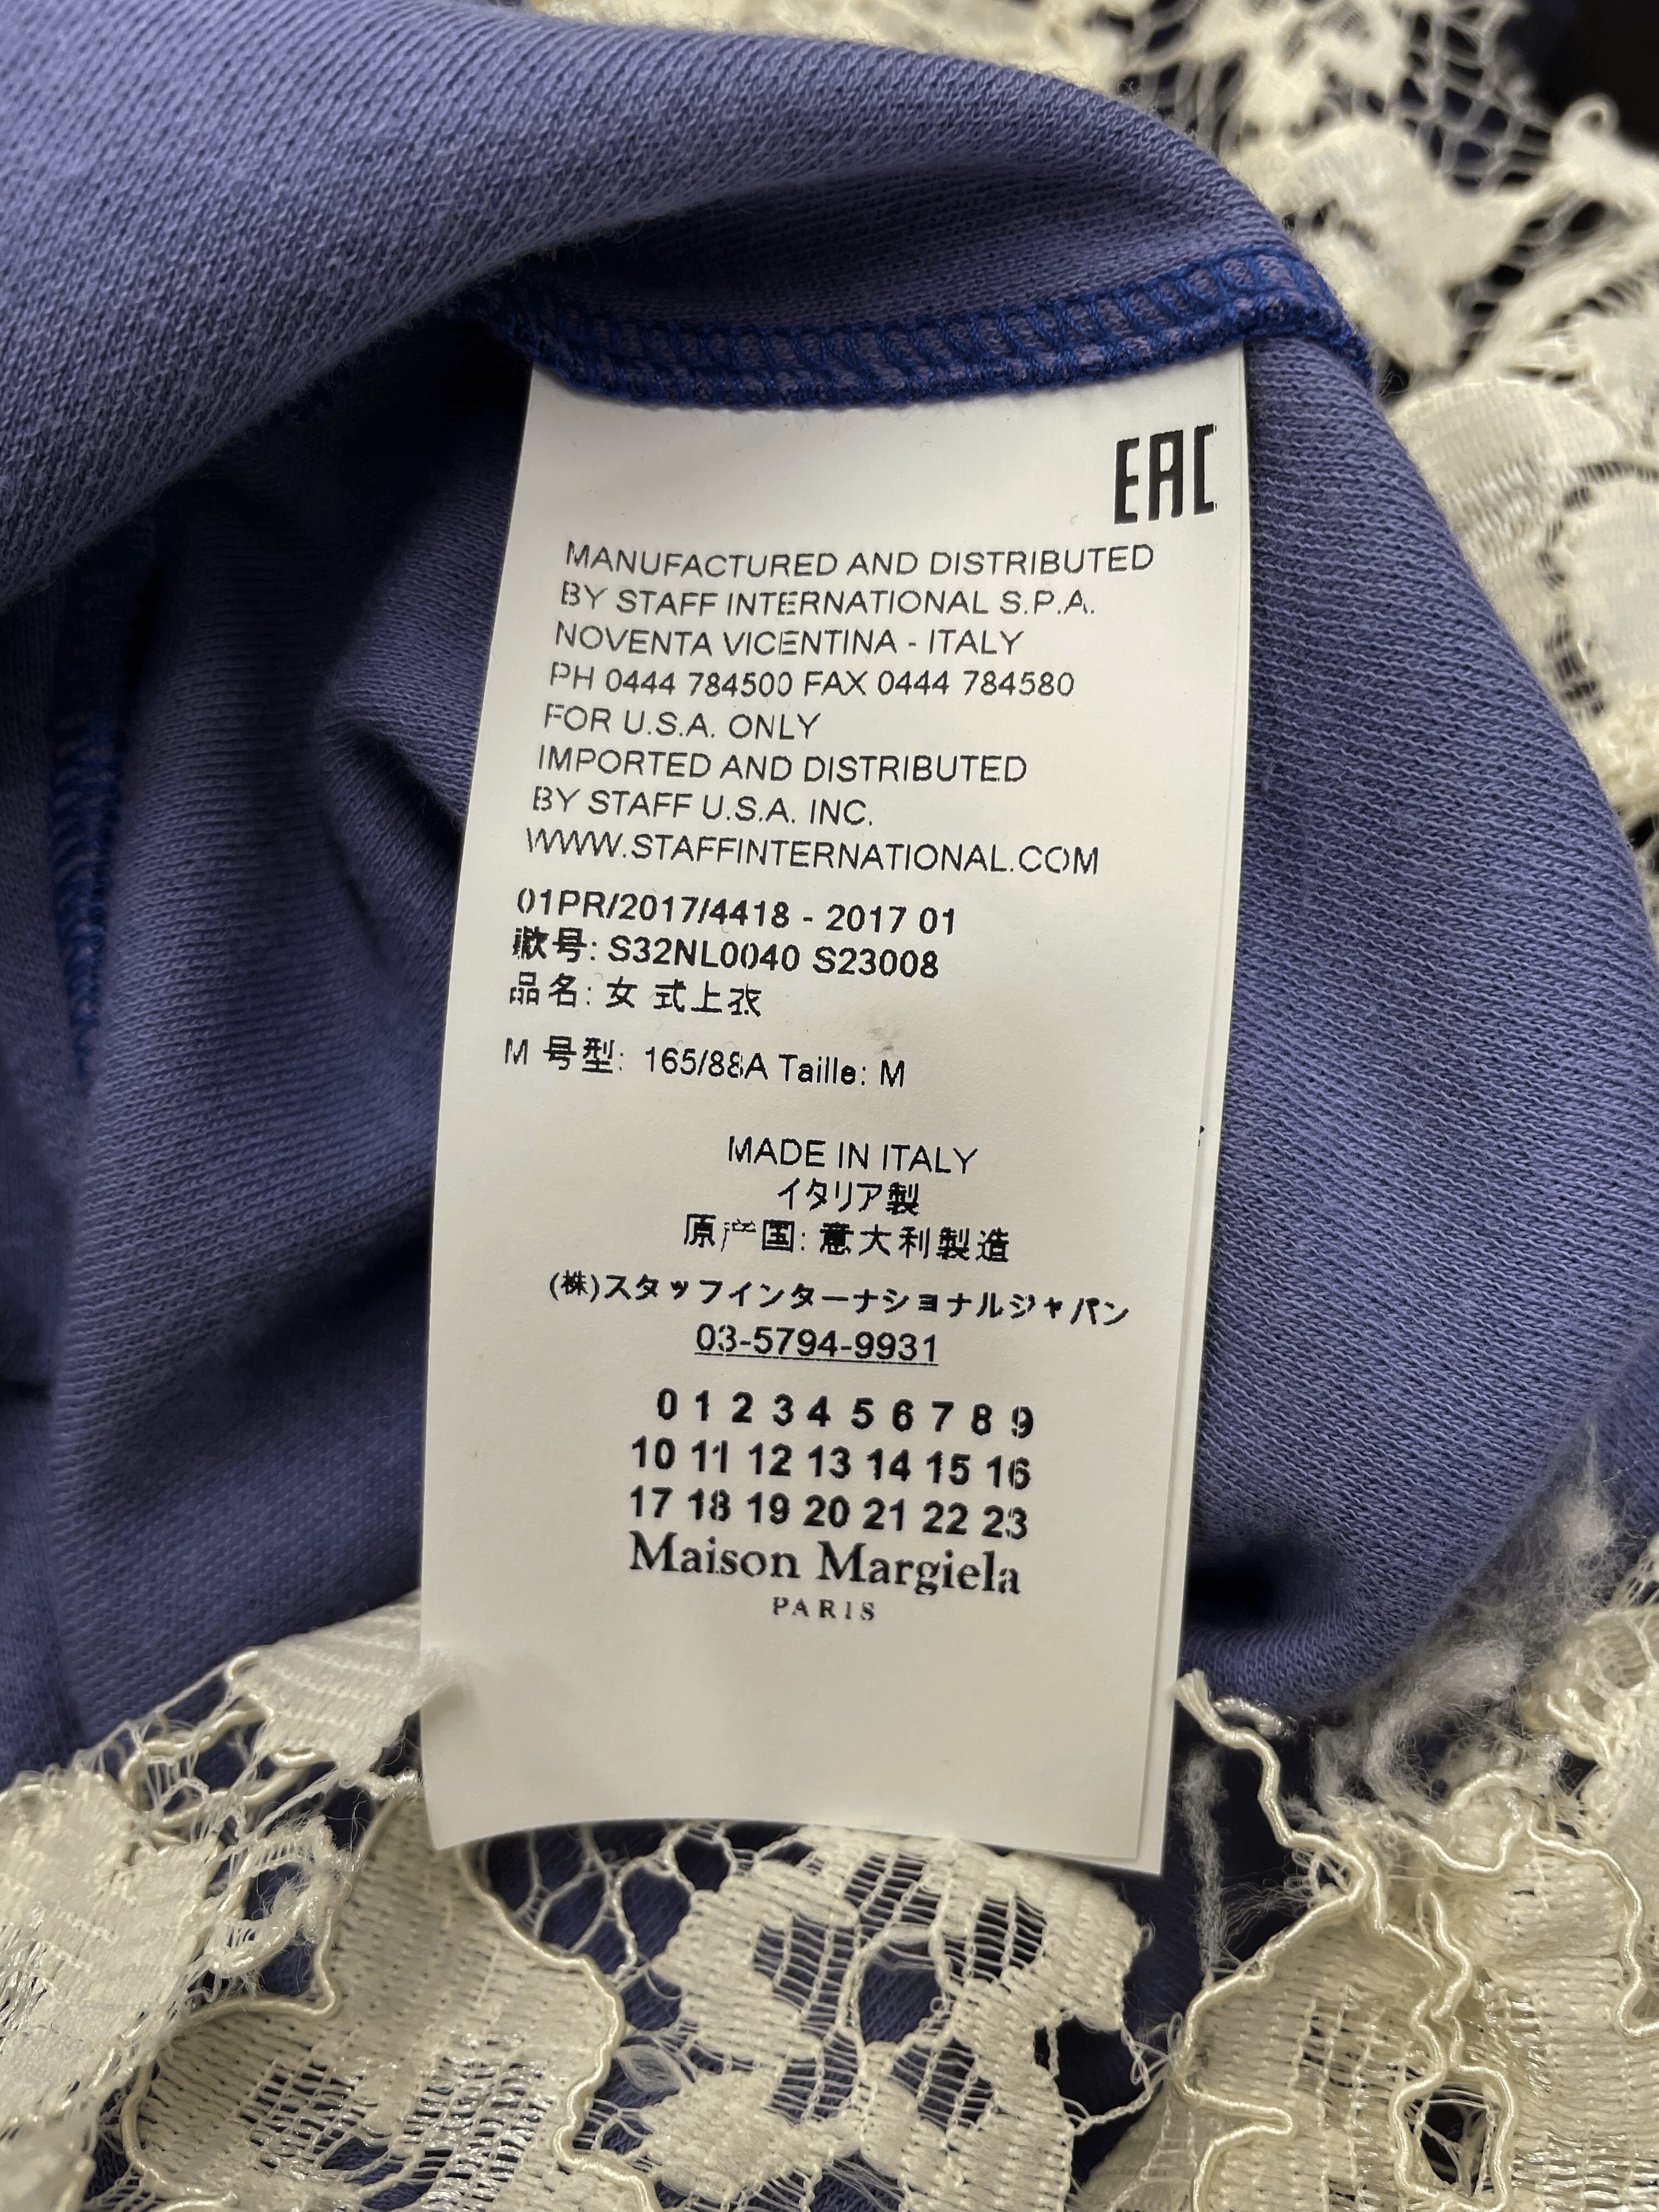 EAC
MANUFACTURED AND DISTRIBUTED
BY STAFF INTERNATIONAL S.P.A.
NOVENTA VICENTINA - ITALY
PH 0444 784500 FAX 0444 784580
FOR U.S.A. ONLY
IMPORTED AND DISTRIBUTED
BY STAFF U.S.A. INC.
WWW.STAFFINTERNATIONAL.COM
01PR/2017/4418 - 2017 01
款号: S32NL0040 S23008
品名: 女 式上衣
M 号型: 165/88A Taille: M
MADE IN ITALY
イタリア製
原产国: 意大利製造
(株)スタッフインターナショナルジャパン
03-5794-9931
0 1 2 3 4 5 6 7 8 9
10 11 12 13 14 15 16
17 18 19 20 21 22 23
Maison Margiela
PARIS